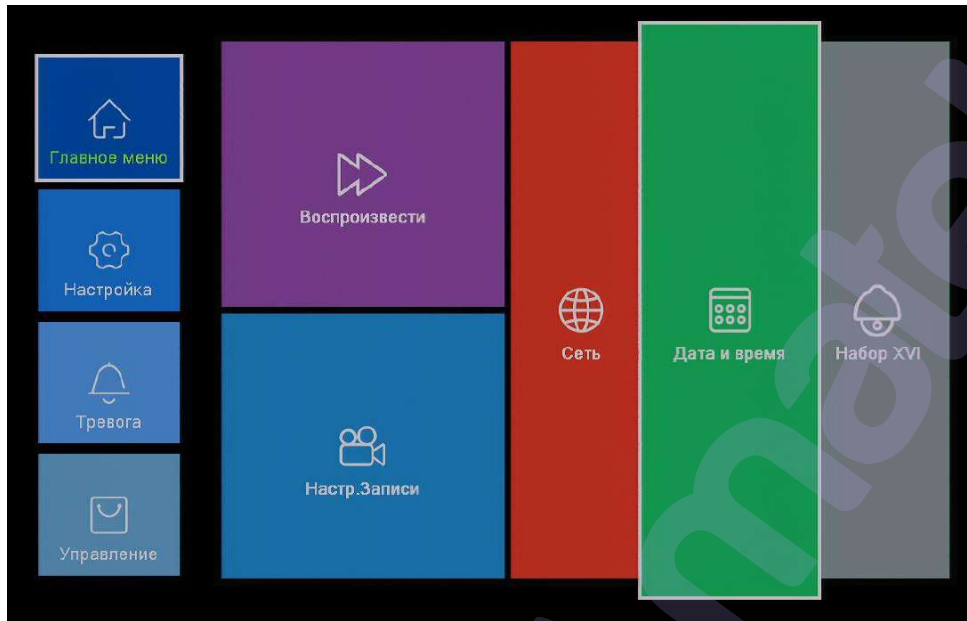 Главное меню
Настройка
Тревога
Управление
Воспроизвести
Настр.Записи
Сеть
Дата и время
Набор XVI